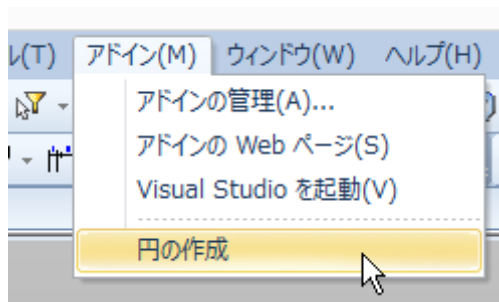 ル(T) アドイン(M) ウィンドウ(W) ヘルプ(H)
アドインの管理(A)...
アドインの Web ページ(S)
Visual Studio を起動(V)
円の作成